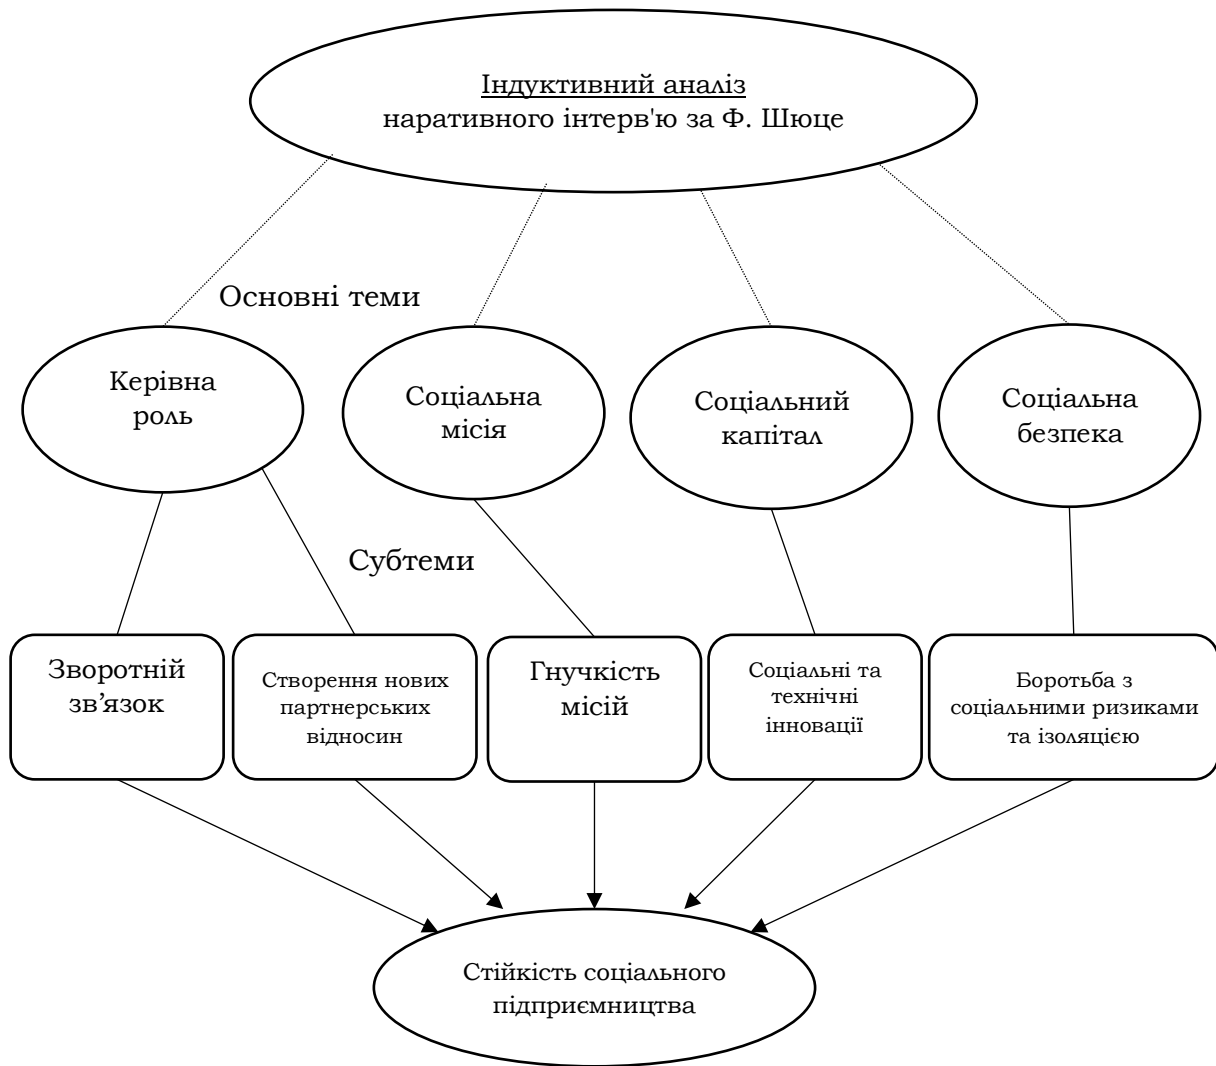 Індуктивний аналіз
наративного інтерв'ю за Ф. Шюце
Основні теми
Керівна
роль
Соціальна
місія
Соціальний
капітал
Соціальна
безпека
Субтеми
Зворотній
зв’язок
Створення нових
партнерських
відносин
Гнучкість
місій
Соціальні та
технічні
інновації
Боротьба з
соціальними ризиками
та ізоляцією
Стійкість соціального
підприємництва